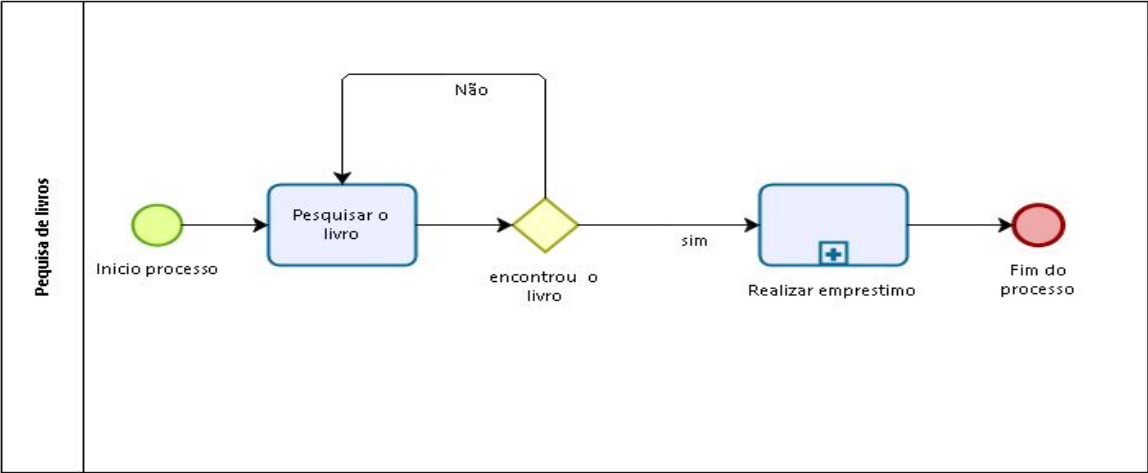 Pequisa de livros
Não
Pesquisar o
livro
Inicio processo
encontrou o
livro
sim
Realizar emprestimo
Fim do
processo